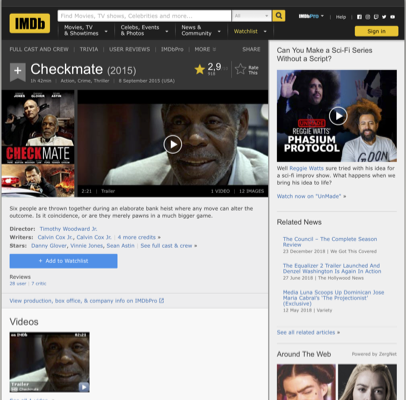 IMDb
Find Movies, TV shows, Celebrities and more...
All
IMDbPro
Help
Movies, TV
& Showtimes
Celebs, Events
& Photos
News &
Community
Watchlist
Sign in
FULL CAST AND CREW | TRIVIA | USER REVIEWS | IMDbPro | MORE
SHARE
Checkmate (2015)
1h 42min | Action, Crime, Thriller | 8 September 2015 (USA)
2,9
Rate
This
CHECKMATE
2:21 | Trailer
1 VIDEO | 12 IMAGES
Six people are thrown together during an elaborate bank heist where any move can alter the
outcome. Is it coincidence, or are they merely pawns in a much bigger game.
Director: Timothy Woodward Jr.
Writers: Calvin Cox Jr., Calvin Cox Jr. | 4 more credits »
Stars: Danny Glover, Vinnie Jones, Sean Astin | See full cast & crew »
+ Add to Watchlist
Reviews
26 user | 7 critic
View production, box office, & company info on IMDbPro
Videos
IMDb
02:21
Trailer
Can You Make a Sci-Fi Series
Without a Script?
REGGIE WATTS'
PHASIUM
PROTOCOL
Well Reggie Watts sure tried with his idea for
a sci-fi improv show. What happens when we
bring his idea to life?
Watch now on "UnMade" »
Related News
The Council – The Complete Season
Review
23 December 2018 | We Got This Covered
The Equalizer 2 Trailer Launched And
Denzel Washington Is Again In Action
27 June 2018 | The Hollywood News
Media Luna Scoops Up Dominican Jose
Maria Cabral's 'The Projectionist'
(Exclusive)
12 May 2018 | Variety
See all related articles »
Around The Web
Powered by ZergNet